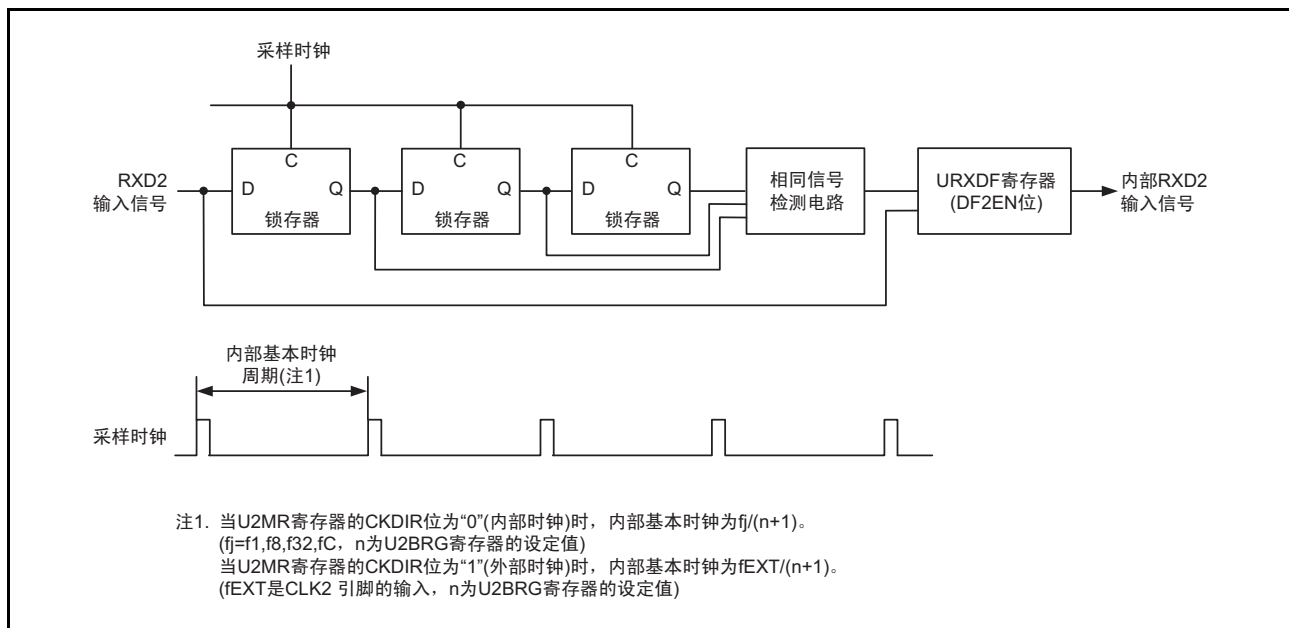 采样时钟
C
C
C
RXD2
输入信号
D
Q
D
Q
D
Q
锁存器
锁存器
锁存器
相同信号
检测电路
URXDF寄存器
(DF2EN位)
内部RXD2
输入信号
内部基本时钟
周期(注1)
采样时钟
注1. 当U2MR寄存器的CKDIR位为“0”(内部时钟)时，内部基本时钟为fj/(n+1)。
(fj=f1,f8,f32,fC，n为U2BRG寄存器的设定值)
当U2MR寄存器的CKDIR位为“1”(外部时钟)时，内部基本时钟为fEXT/(n+1)。
(fEXT是CLK2 引脚的输入，n为U2BRG寄存器的设定值)